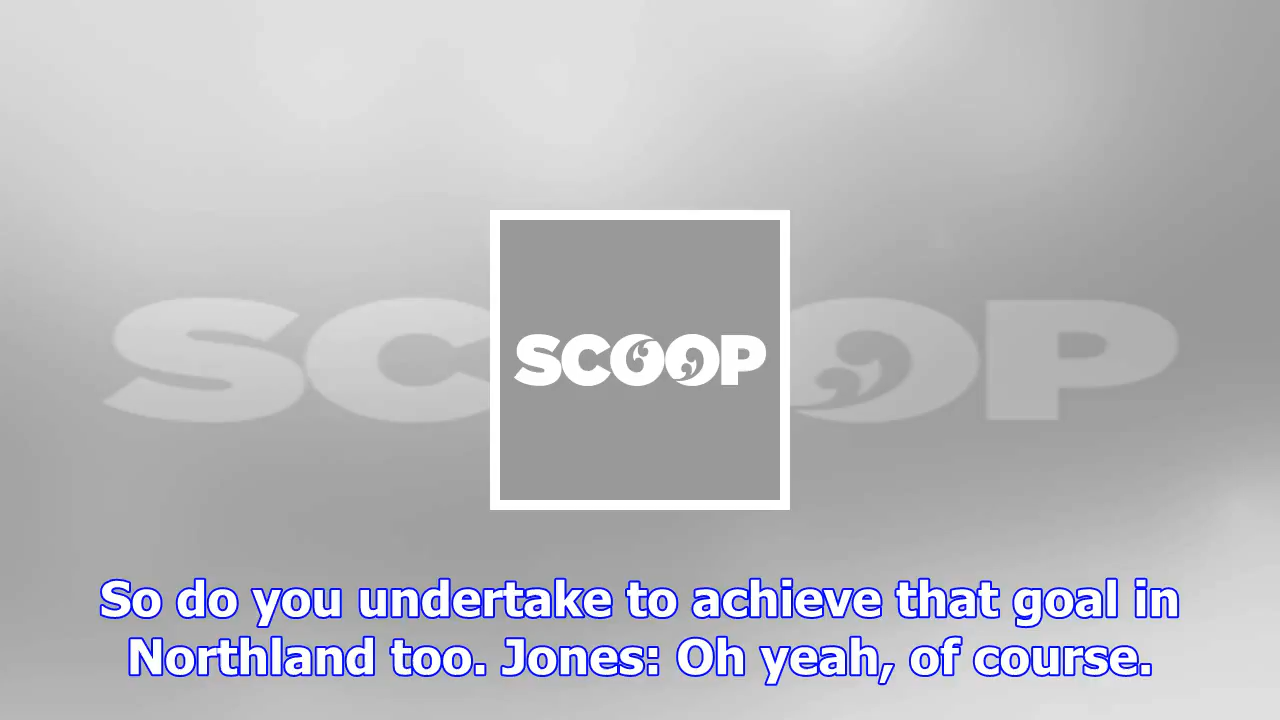 SCOOP
SCOOP
So do you undertake to achieve that goal in
Northland too. Jones: Oh yeah, of course.